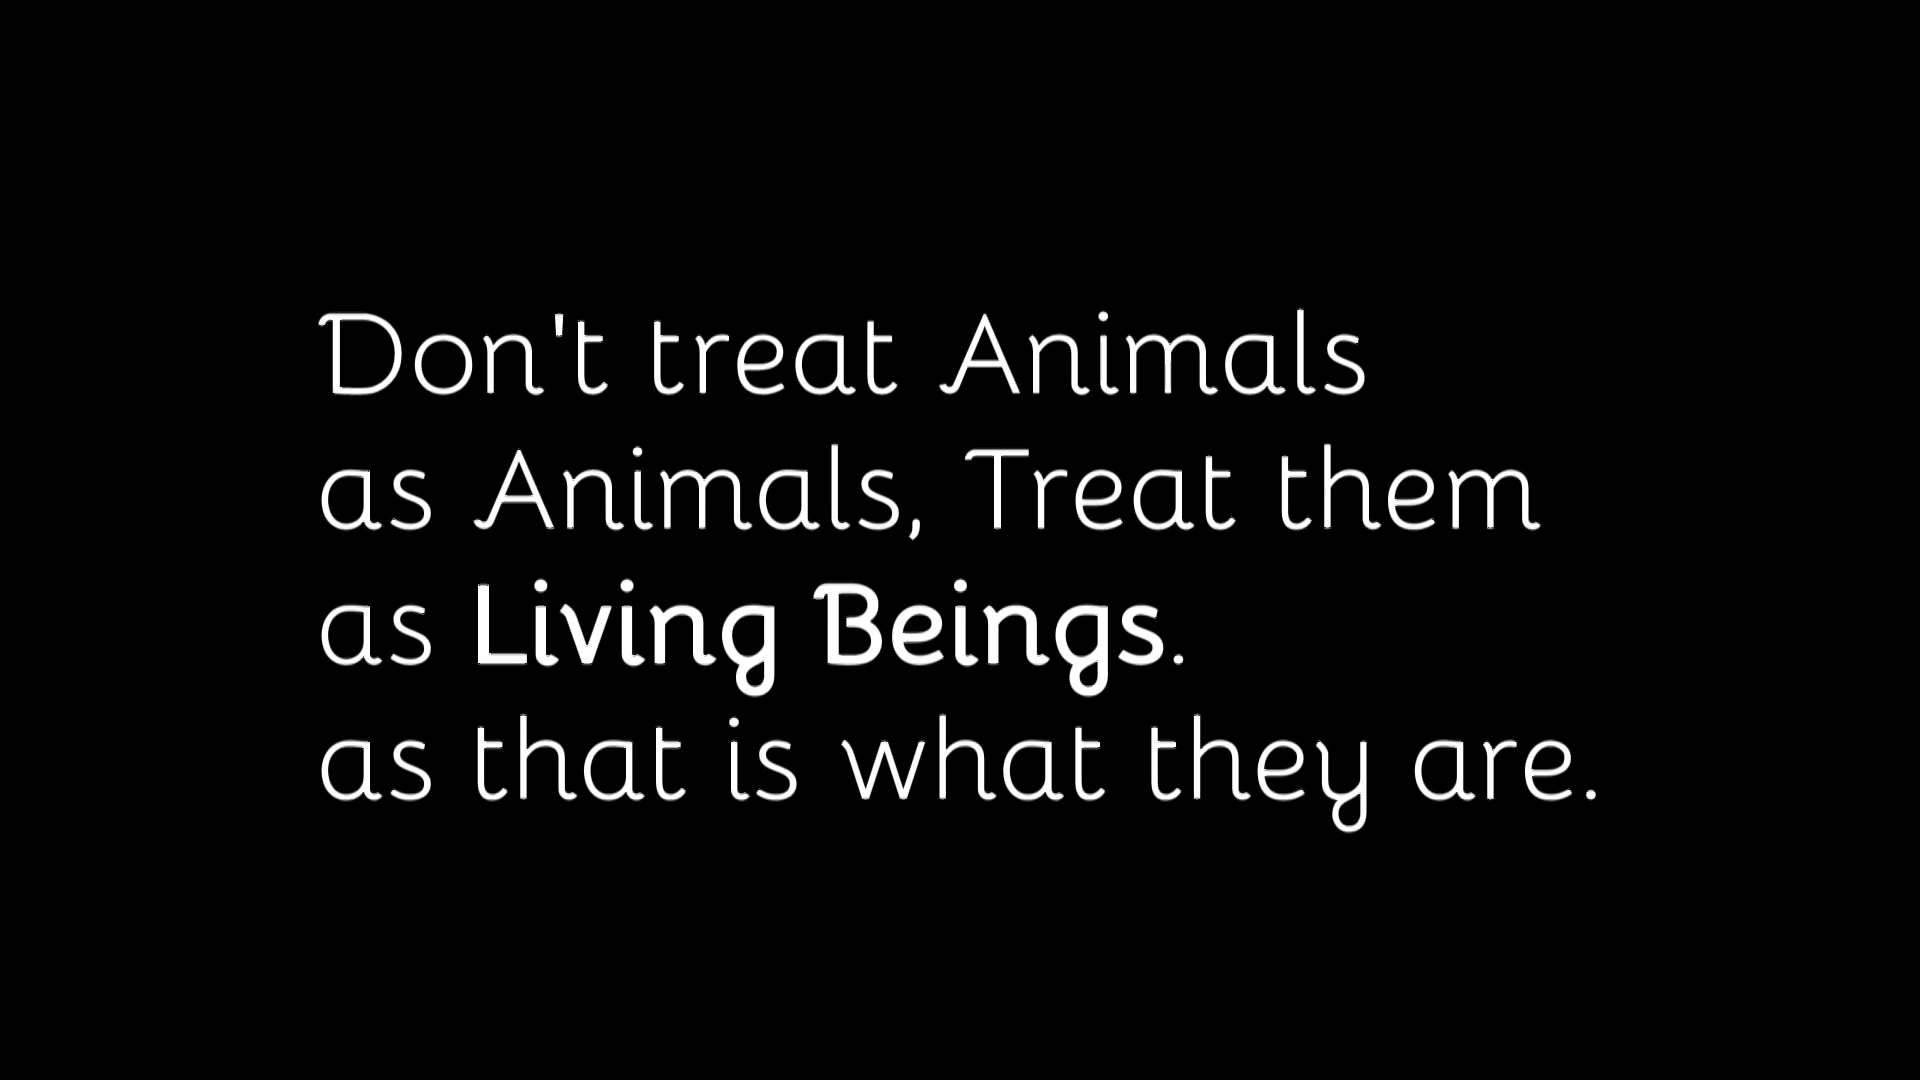 Don't treat Animals
as Animals, Treat them
as Living Beings.
as that is what they are.